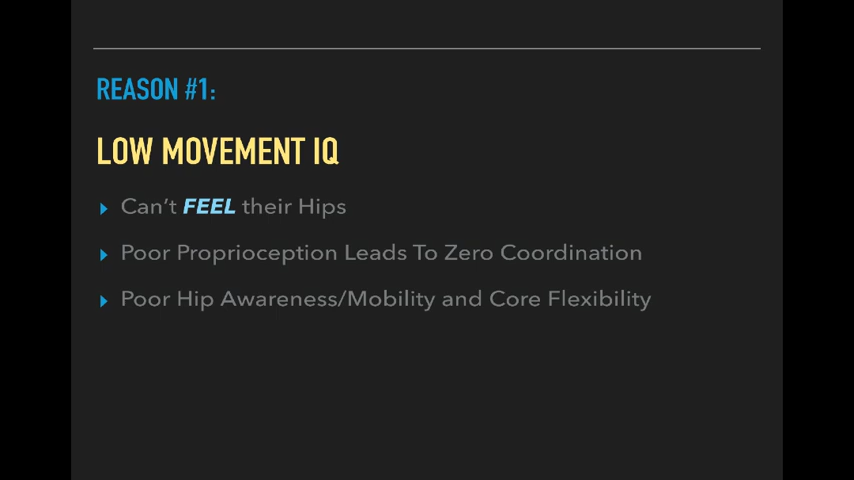 REASON #1:
LOW MOVEMENT IQ
Can't FEEL their Hips
Poor Proprioception Leads To Zero Coordination
Poor Hip Awareness/Mobility and Core Flexibility